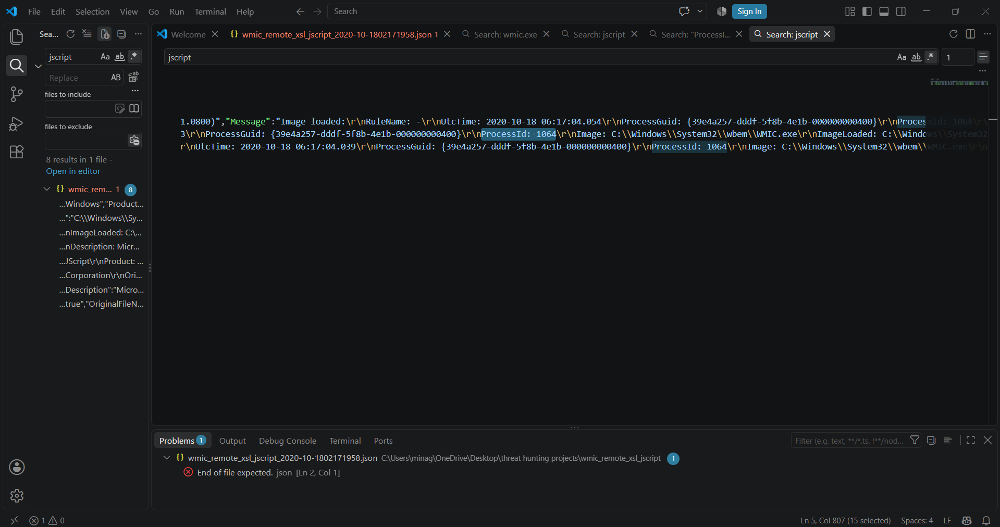 File Edit Selection View Go Run Terminal Help
Search
Sign In
Sea...
Welcome
wmic_remote_xsl_jscript_2020-10-1802171958.json 1
Search: wmic.exe
Search: jscript
Search: "ProcessI...
Search: jscript
jscript
Aa ab .*
Replace
AB
files to include
files to exclude
8 results in 1 file -
Open in editor
{} wmic_rem... 1 8
...Windows","Product...
...":"C:\\Windows\\Sy...
...nImageLoaded: C:\...
...nDescription: Micr...
...JScript\r\nProduct: ...
...Corporation\r\nOri...
...Description":"Micro...
...true","OriginalFileN...
jscript
Aa ab .* 1
1.0800)","Message":"Image loaded:\r\nRuleName: -\r\nUtcTime: 2020-10-18 06:17:04.054\r\nProcessGuid: {39e4a257-dddf-5f8b-4e1b-000000000400}\r\nProcessId: 1064\r\
3\r\nProcessGuid: {39e4a257-dddf-5f8b-4e1b-000000000400}\r\nProcessId: 1064\r\nImage: C:\\Windows\\System32\\wbem\\WMIC.exe\r\nImageLoaded: C:\\Windows\\System32
r\nUtcTime: 2020-10-18 06:17:04.039\r\nProcessGuid: {39e4a257-dddf-5f8b-4e1b-000000000400}\r\nProcessId: 1064\r\nImage: C:\\Windows\\System32\\wbem\\WMIC.exe\r\n
Problems 1 Output Debug Console Terminal Ports
Filter (e.g. text, **/*.ts, !**/nod...
{} wmic_remote_xsl_jscript_2020-10-1802171958.json C:\Users\minag\OneDrive\Desktop\threat hunting projects\wmic_remote_xsl_jscript 1
End of file expected. json [Ln 2, Col 1]
1 0
Ln 5, Col 807 (15 selected) Spaces: 4 LF